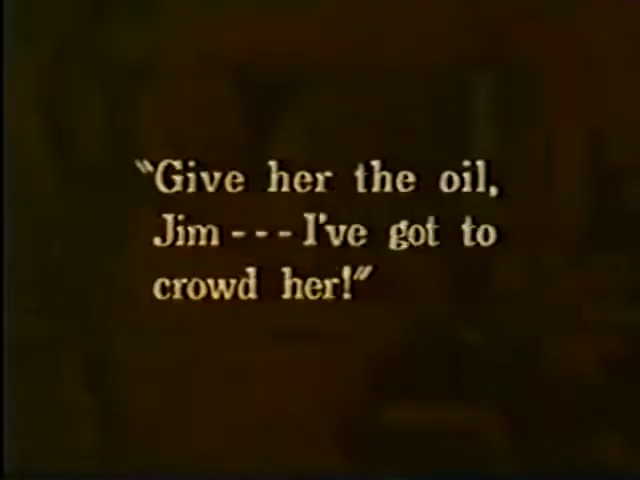 "Give her the oil,
Jim --- I've got to
crowd her!"